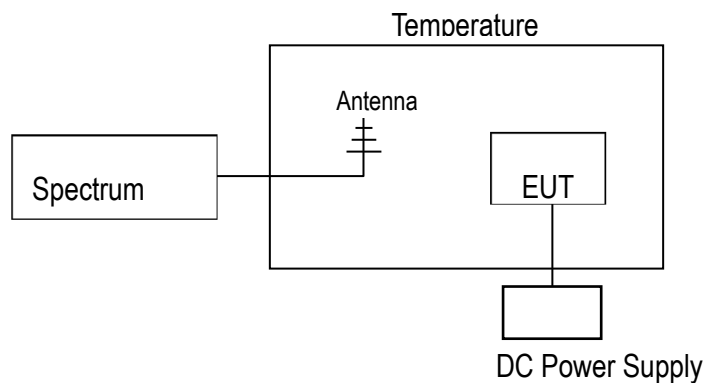 Temperature
Antenna
Spectrum
EUT
DC Power Supply